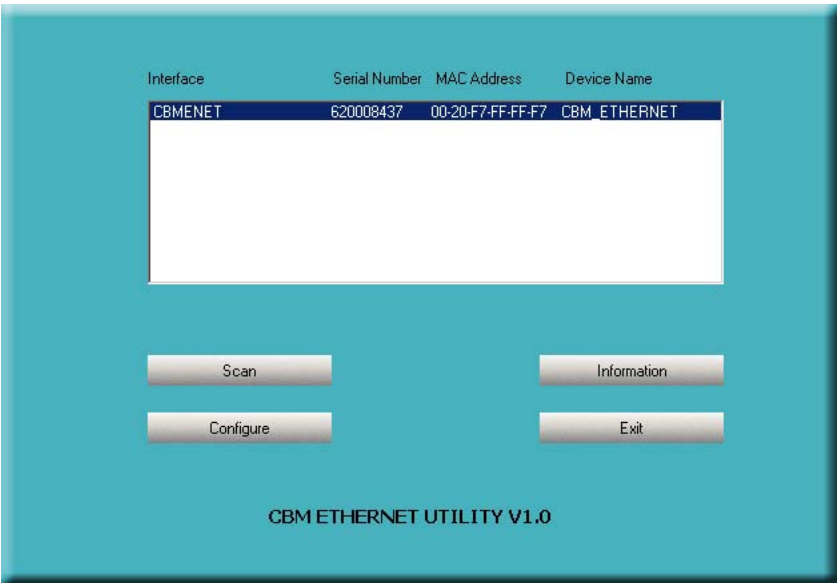 Interface Serial Number MAC Address Device Name
CBMENET 620008437 00-20-F7-FF-FF-F7 CBM_ETHERNET
Scan Information
Configure Exit
CBM ETHERNET UTILITY V1.0